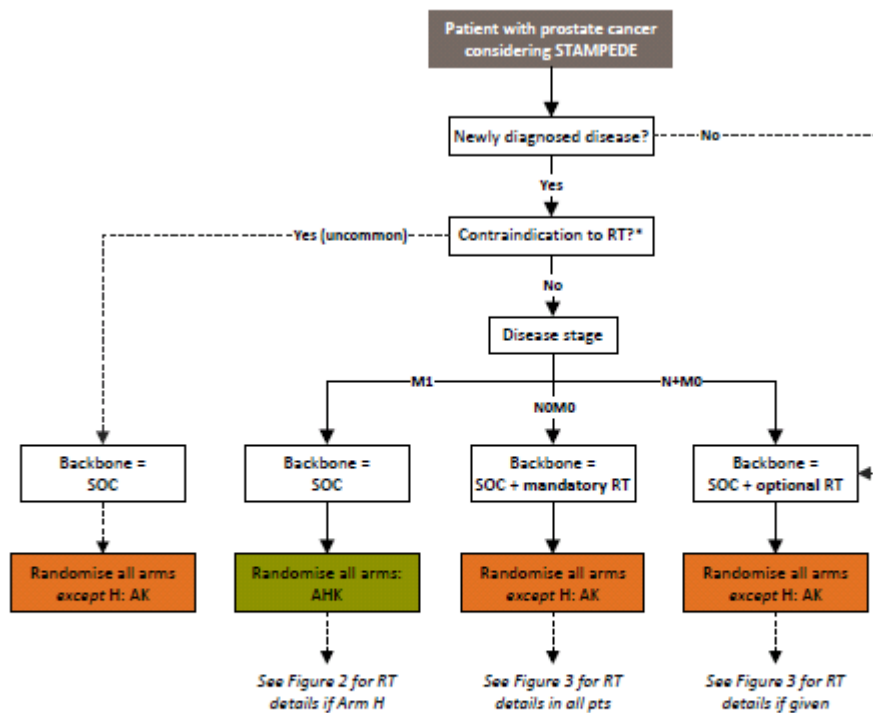 Patient with prostate cancer
considering STAMPEDE
Newly diagnosed disease?
No
Yes
Yes (uncommon)
Contraindication to RT?*
No
Disease stage
M1
N0M0
N+M0
Backbone =
SOC
Backbone =
SOC
Backbone =
SOC + mandatory RT
Backbone =
SOC + optional RT
Randomise all arms
except H: AK
Randomise all arms:
AHK
Randomise all arms
except H: AK
Randomise all arms
except H: AK
See Figure 2 for RT
details if Arm H
See Figure 3 for RT
details in all pts
See Figure 3 for RT
details if given